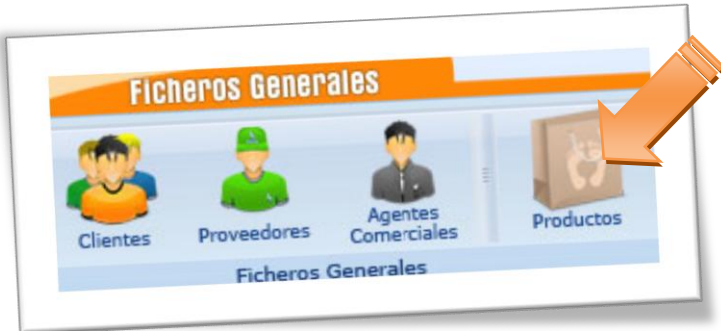 Ficheros Generales
Clientes
Proveedores
Agentes
Comerciales
Productos
Ficheros Generales